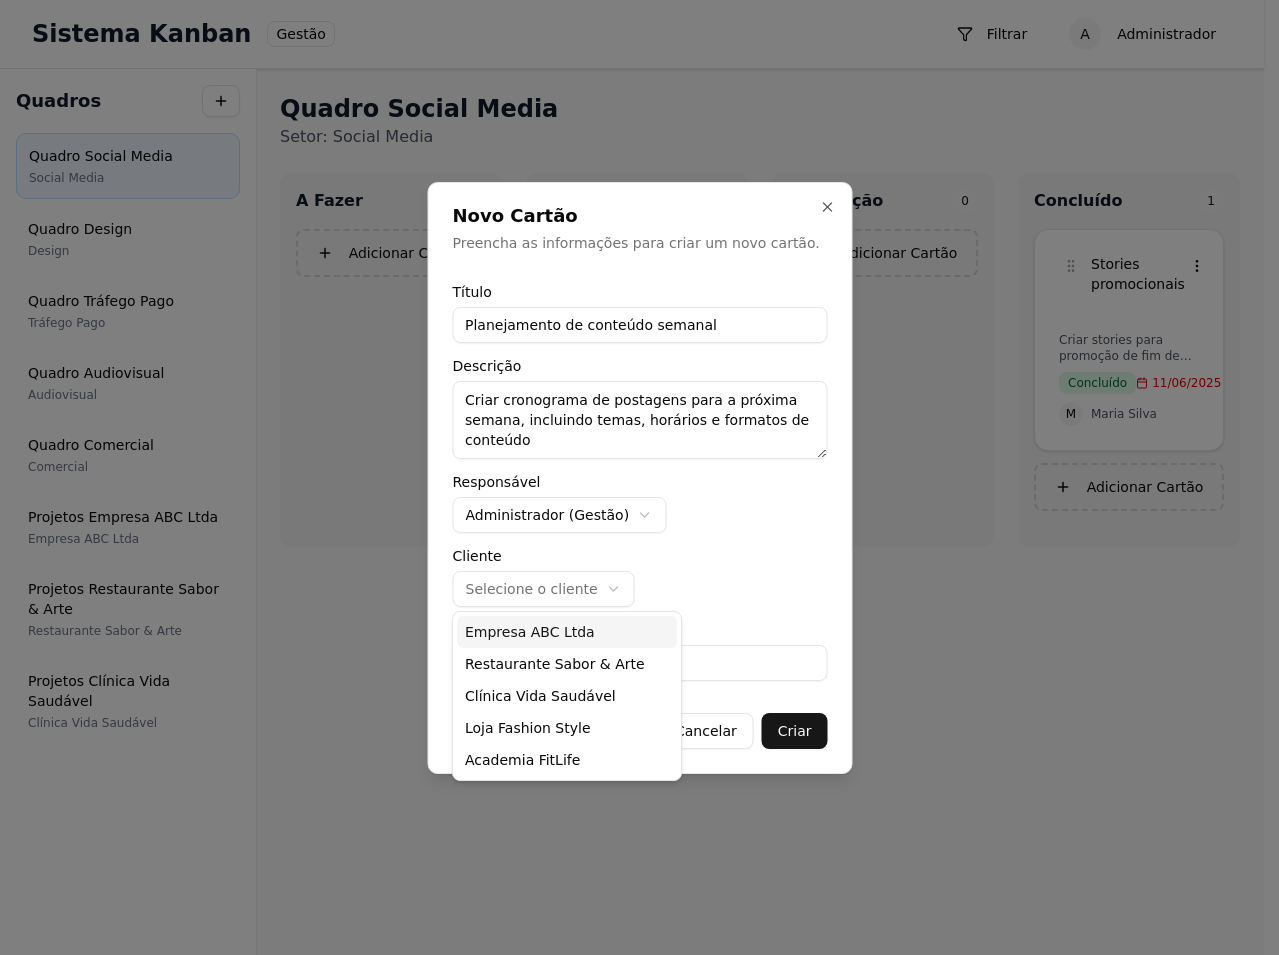 Sistema Kanban
Gestão
Filtrar
A
Administrador
Quadros
Quadro Social Media
Social Media
Quadro Design
Design
Quadro Tráfego Pago
Tráfego Pago
Quadro Audiovisual
Audiovisual
Quadro Comercial
Comercial
Projetos Empresa ABC Ltda
Empresa ABC Ltda
Projetos Restaurante Sabor
& Arte
Restaurante Sabor & Arte
Projetos Clínica Vida
Saudável
Clínica Vida Saudável
Quadro Social Media
Setor: Social Media
A Fazer
Adicionar C
ção
0
dicionar Cartão
Concluído
1
Stories
promocionais
Criar stories para
promoção de fim de...
Concluído
11/06/2025
M
Maria Silva
Adicionar Cartão
Novo Cartão
Preencha as informações para criar um novo cartão.
Título
Planejamento de conteúdo semanal
Descrição
Criar cronograma de postagens para a próxima
semana, incluindo temas, horários e formatos de
conteúdo
Responsável
Administrador (Gestão)
Cliente
Selecione o cliente
Empresa ABC Ltda
Restaurante Sabor & Arte
Clínica Vida Saudável
Loja Fashion Style
Academia FitLife
Cancelar
Criar